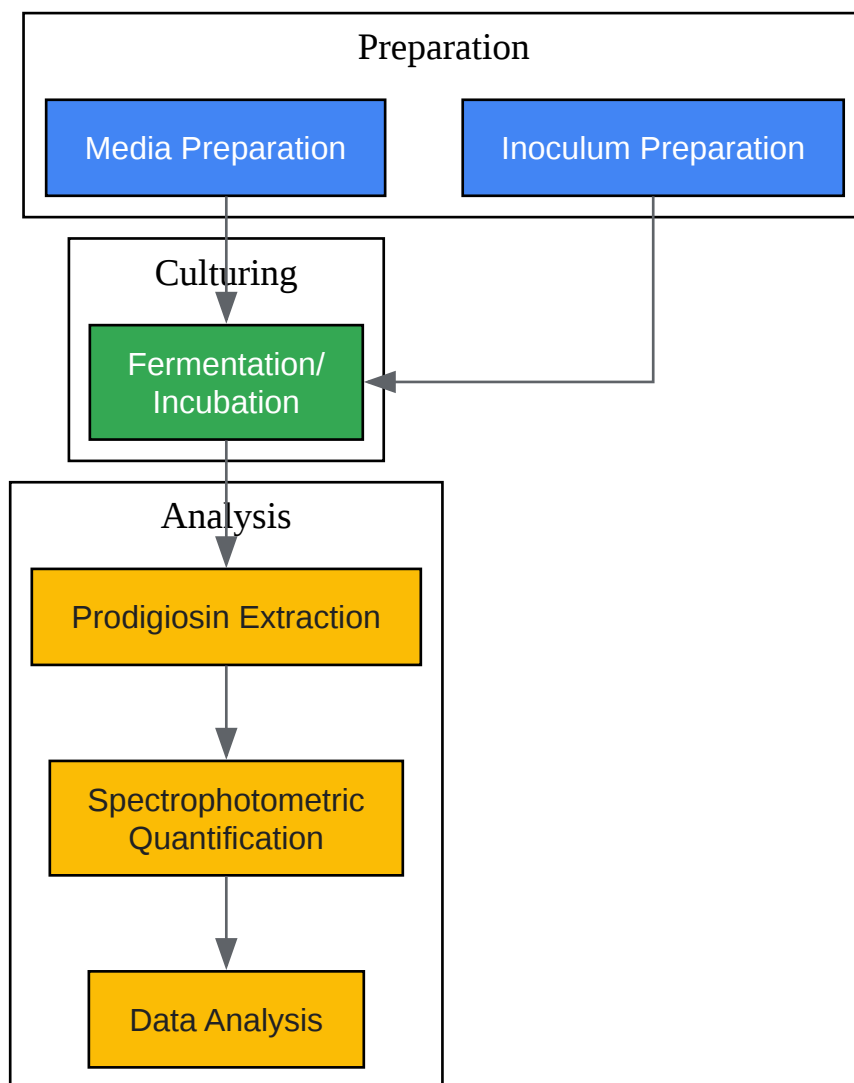 Preparation
Media Preparation
Inoculum Preparation
Culturing
Fermentation/
Incubation
Analysis
Prodigiosin Extraction
Spectrophotometric
Quantification
Data Analysis